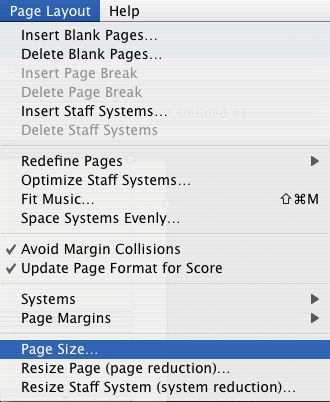 Page Layout Help
Insert Blank Pages...
Delete Blank Pages...
Insert Page Break
Delete Page Break
Insert Staff Systems...
Untitled #1
Delete Staff Systems
Redefine Pages
Optimize Staff Systems...
Fit Music... ⇧⌘M
Space Systems Evenly...
✓ Avoid Margin Collisions
✓ Update Page Format for Score
Systems
Page Margins
Page Size...
Resize Page (page reduction)...
Resize Staff System (system reduction)...